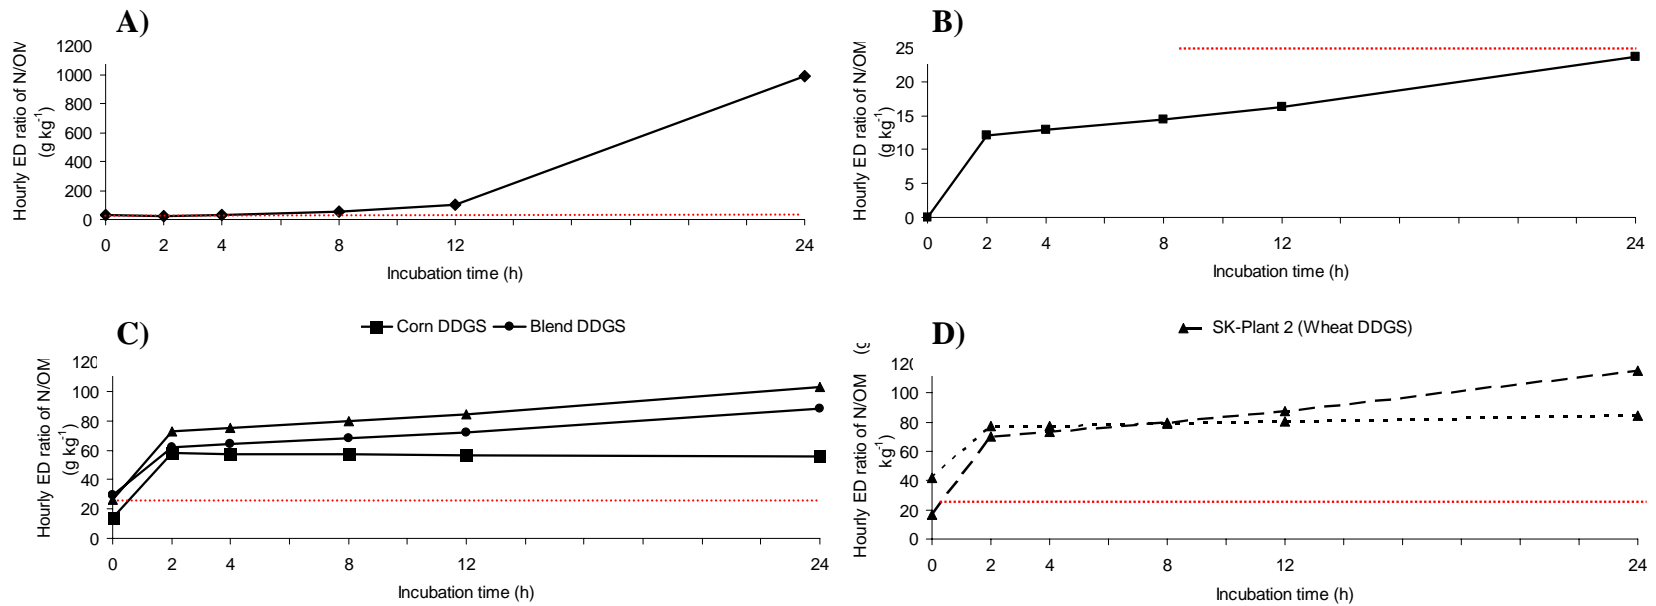 A)
Hourly ED ratio of N/OM
(g kg-1)
1200
1000
800
600
400
200
0
0 2 4 8 12 24
Incubation time (h)
B)
Hourly ED ratio of N/OM
(g kg-1)
25
20
15
10
5
0
0 2 4 8 12 24
Incubation time (h)
C)
Corn DDGS Blend DDGS
Hourly ED ratio of N/OM
(g kg-1)
120
100
80
60
40
20
0
0 2 4 8 12 24
Incubation time (h)
D)
SK-Plant 2 (Wheat DDGS)
Hourly ED ratio of N/OM (g
kg-1)
120
100
80
60
40
20
0
0 2 4 8 12 24
Incubation time (h)